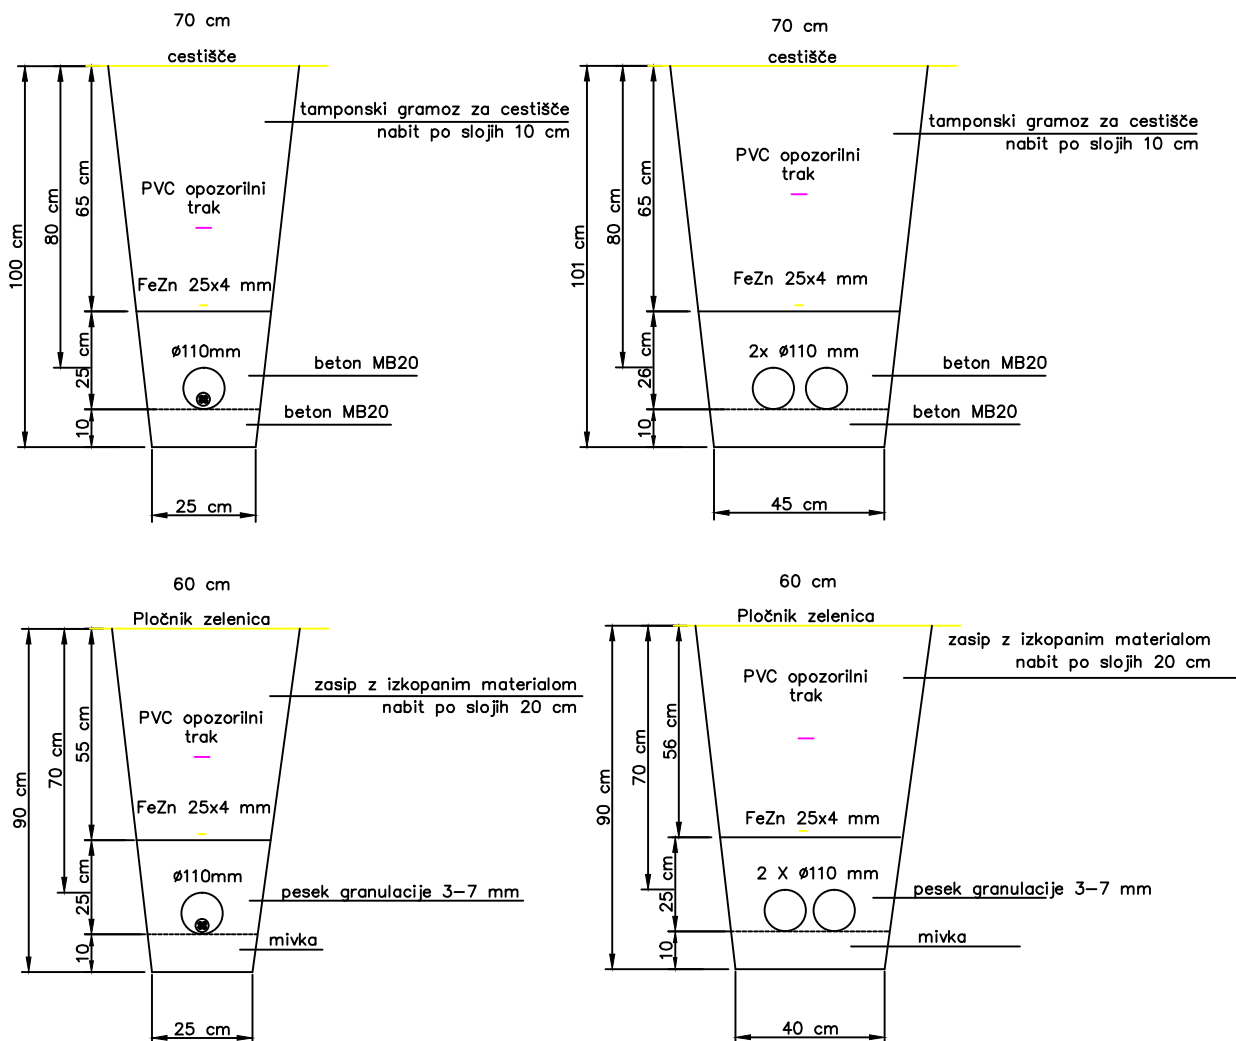 70 cm
cestišče
tamponski gramoz za cestišče
nabit po slojih 10 cm
PVC opozorilni
trak
FeZn 25x4 mm
ø110mm
beton MB20
beton MB20
100 cm
80 cm
65 cm
25 cm
10
25 cm
70 cm
cestišče
tamponski gramoz za cestišče
nabit po slojih 10 cm
PVC opozorilni
trak
FeZn 25x4 mm
2x ø110 mm
beton MB20
beton MB20
101 cm
80 cm
65 cm
26 cm
10
45 cm
60 cm
Pločnik zelenica
zasip z izkopanim materialom
nabit po slojih 20 cm
PVC opozorilni
trak
FeZn 25x4 mm
ø110mm
pesek granulacije 3-7 mm
mivka
90 cm
70 cm
55 cm
25 cm
10
25 cm
60 cm
Pločnik zelenica
zasip z izkopanim materialom
nabit po slojih 20 cm
PVC opozorilni
trak
FeZn 25x4 mm
2 X ø110 mm
pesek granulacije 3-7 mm
mivka
90 cm
70 cm
56 cm
25 cm
10
40 cm